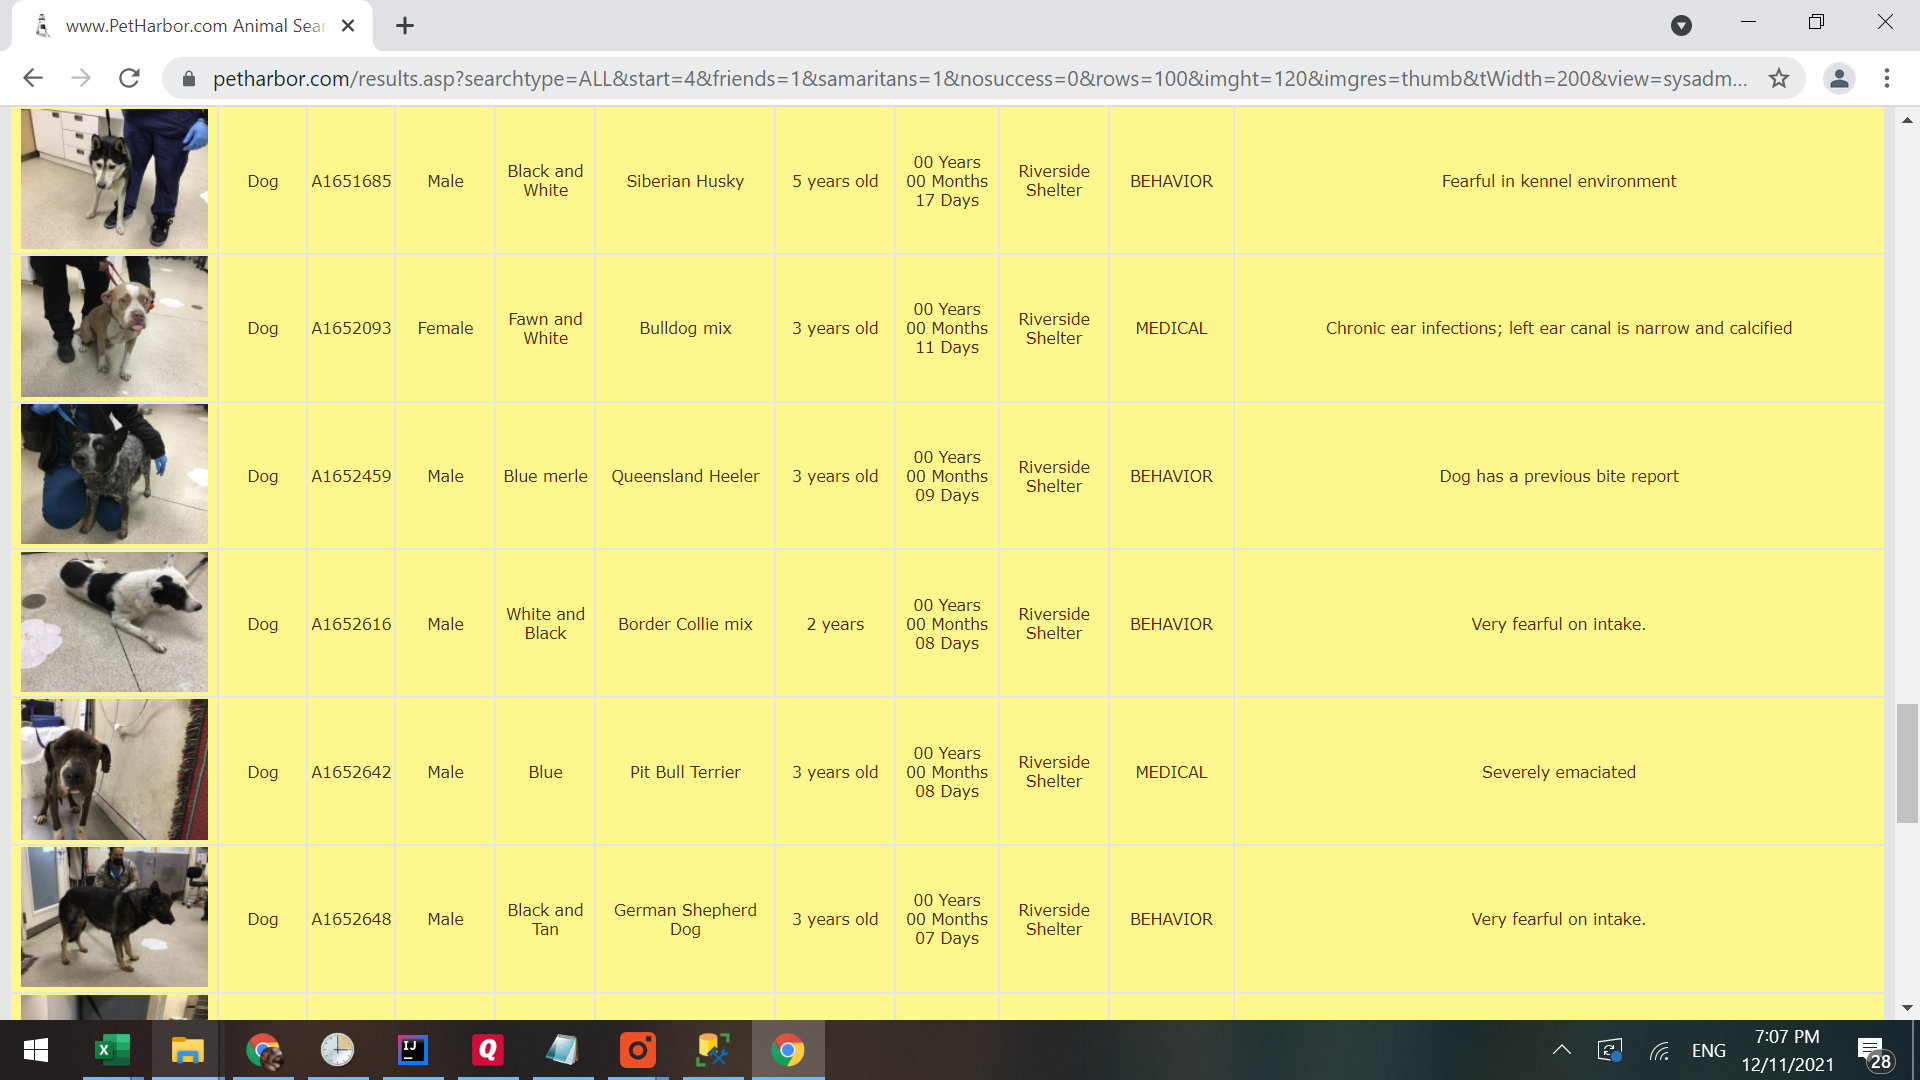 www.PetHarbor.com Animal Sear
petharbor.com/results.asp?searchtype=ALL&start=4&friends=1&samaritans=1&nosuccess=0&rows=100&imght=120&imgres=thumb&tWidth=200&view=sysadm...
Dog A1651685 Male Black and White Siberian Husky 5 years old 00 Years 00 Months 17 Days Riverside Shelter BEHAVIOR Fearful in kennel environment
Dog A1652093 Female Fawn and White Bulldog mix 3 years old 00 Years 00 Months 11 Days Riverside Shelter MEDICAL Chronic ear infections; left ear canal is narrow and calcified
Dog A1652459 Male Blue merle Queensland Heeler 3 years old 00 Years 00 Months 09 Days Riverside Shelter BEHAVIOR Dog has a previous bite report
Dog A1652616 Male White and Black Border Collie mix 2 years 00 Years 00 Months 08 Days Riverside Shelter BEHAVIOR Very fearful on intake.
Dog A1652642 Male Blue Pit Bull Terrier 3 years old 00 Years 00 Months 08 Days Riverside Shelter MEDICAL Severely emaciated
Dog A1652648 Male Black and Tan German Shepherd Dog 3 years old 00 Years 00 Months 07 Days Riverside Shelter BEHAVIOR Very fearful on intake.
X IJ Q ENG 7:07 PM
12/11/2021 28